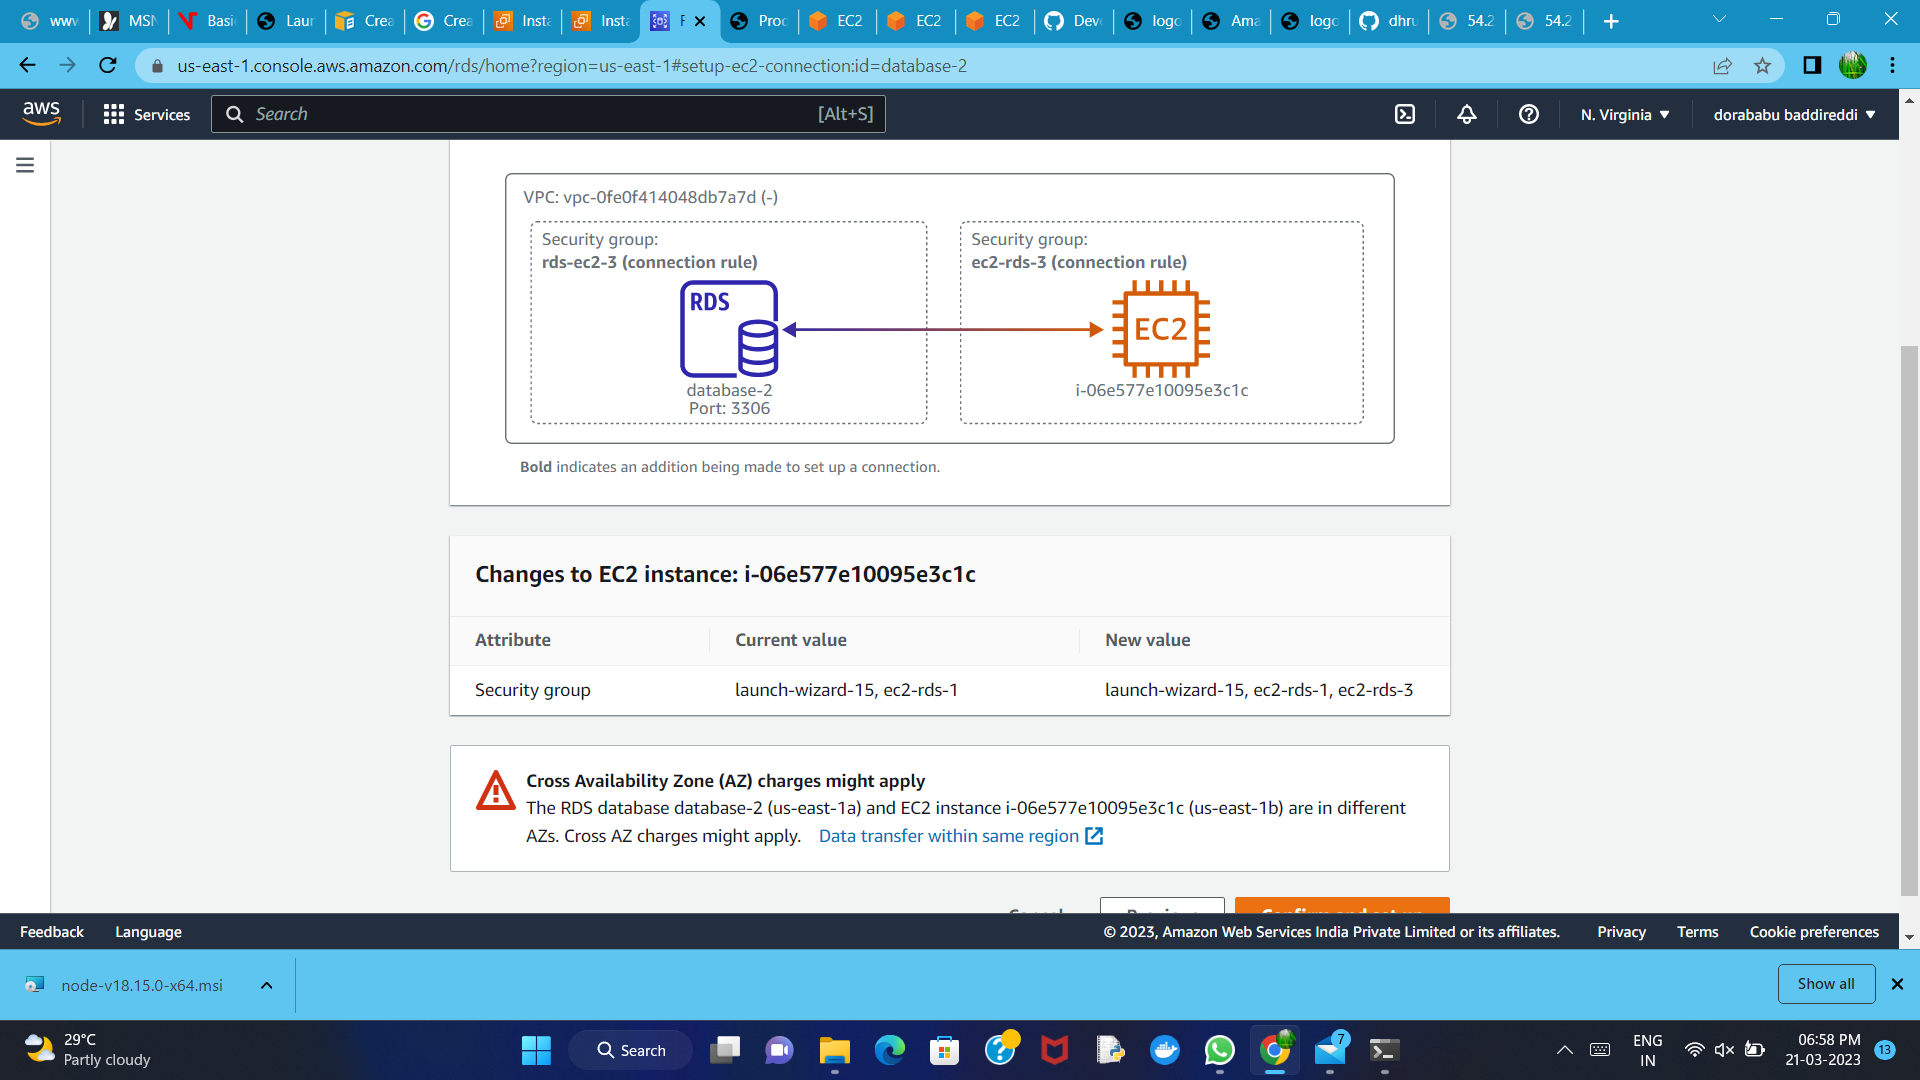 www
MSN
Basi
Laur
Crea
Crea
Insta
Insta
Proc
EC2
EC2
EC2
Dev
logo
Ama
logo
dhru
54.2
54.2
us-east-1.console.aws.amazon.com/rds/home?region=us-east-1#setup-ec2-connection:id=database-2
aws
Services
Search
[Alt+S]
N. Virginia
dorababu baddireddi
VPC: vpc-0fe0f414048db7a7d (-)
Security group:
rds-ec2-3 (connection rule)
RDS
database-2
Port: 3306
Security group:
ec2-rds-3 (connection rule)
EC2
i-06e577e10095e3c1c
Bold indicates an addition being made to set up a connection.
Changes to EC2 instance: i-06e577e10095e3c1c
Attribute Current value New value
Security group launch-wizard-15, ec2-rds-1 launch-wizard-15, ec2-rds-1, ec2-rds-3
Cross Availability Zone (AZ) charges might apply
The RDS database database-2 (us-east-1a) and EC2 instance i-06e577e10095e3c1c (us-east-1b) are in different
AZs. Cross AZ charges might apply. Data transfer within same region
Cancel Previous Confirm and set up
Feedback Language © 2023, Amazon Web Services India Private Limited or its affiliates. Privacy Terms Cookie preferences
node-v18.15.0-x64.msi
Show all
29°C
Partly cloudy
Search
7
ENG
IN
06:58 PM
21-03-2023
13